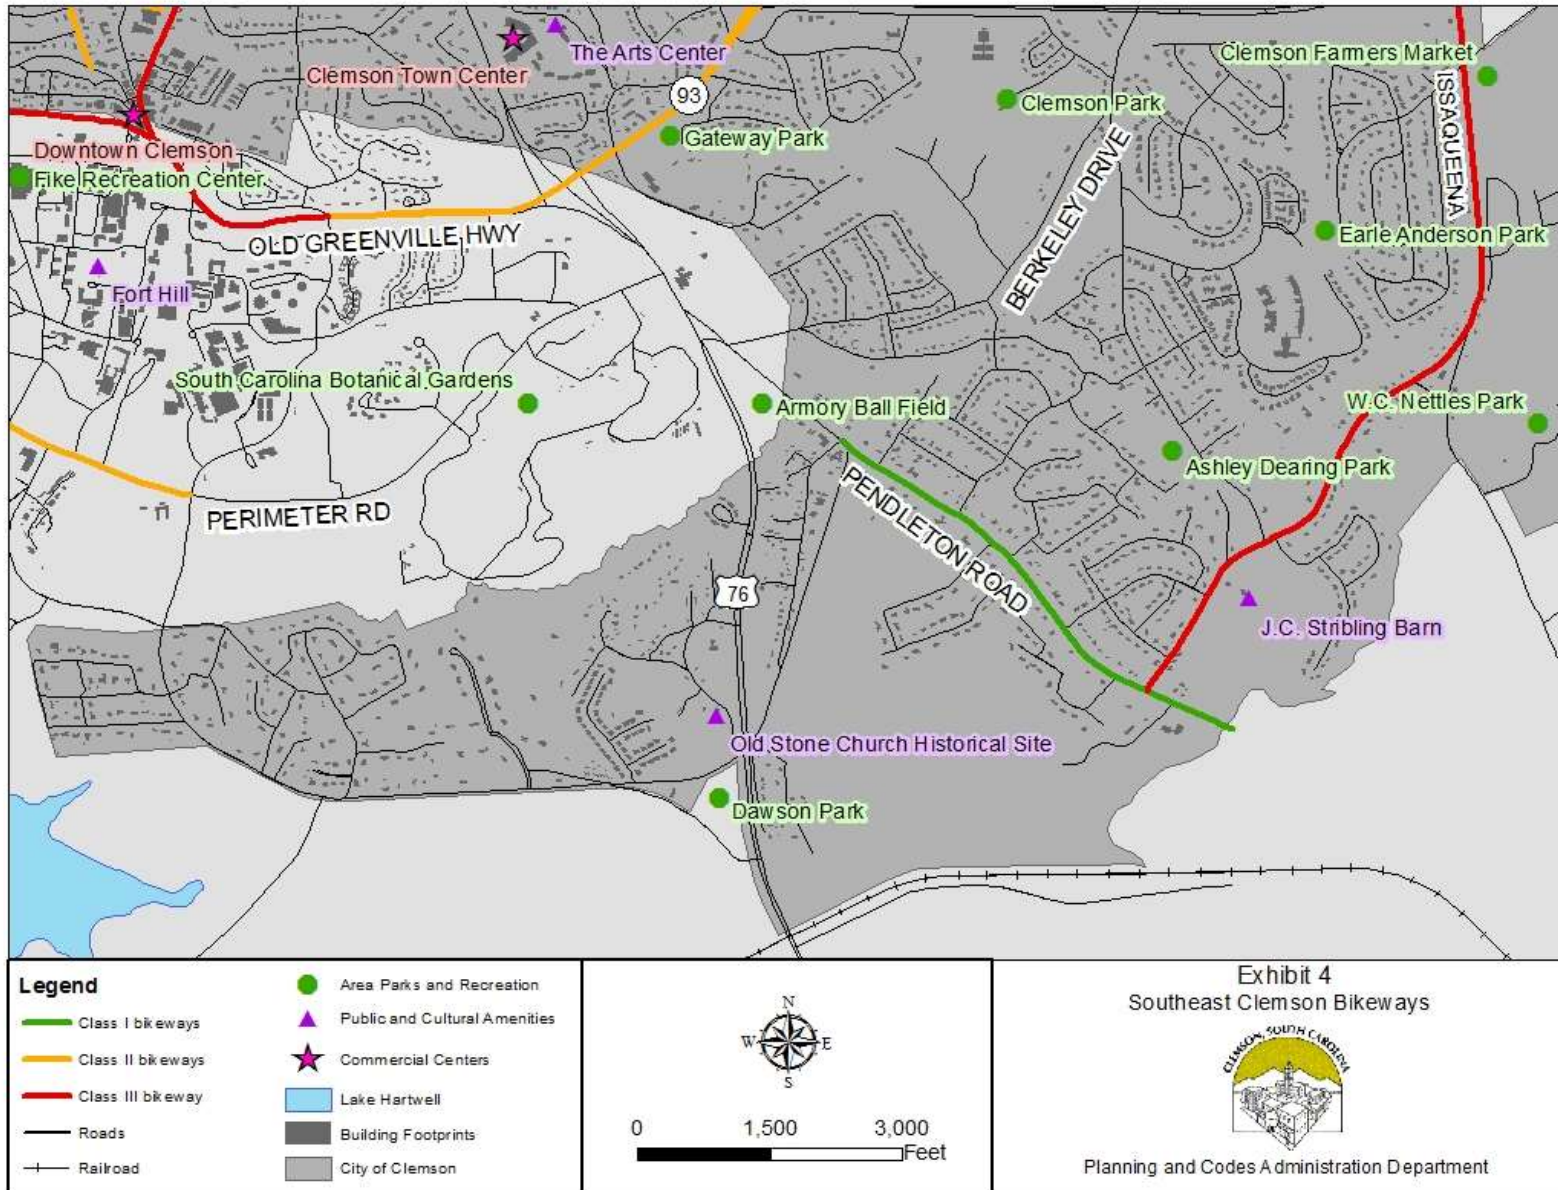 The Arts Center
Clemson Town Center
Clemson Farmers Market
93
Clemson Park
Gateway Park
Downtown Clemson
Fike Recreation Center
ISSAQUEENA
BERKELEY DRIVE
OLD GREENVILLE HWY
Earle Anderson Park
Fort Hill
South Carolina Botanical Gardens
Armory Ball Field
W.C. Nettles Park
Ashley Dearing Park
PERIMETER RD
PENDLETON ROAD
76
J.C. Stribling Barn
Old Stone Church Historical Site
Dawson Park
Legend
Class I bikeways
Class II bikeways
Class III bikeway
Roads
Railroad
Area Parks and Recreation
Public and Cultural Amenities
Commercial Centers
Lake Hartwell
Building Footprints
City of Clemson
N
W E
S
0 1,500 3,000
Feet
Exhibit 4
Southeast Clemson Bikeways
CLEMSON, SOUTH CAROLINA
Planning and Codes Administration Department